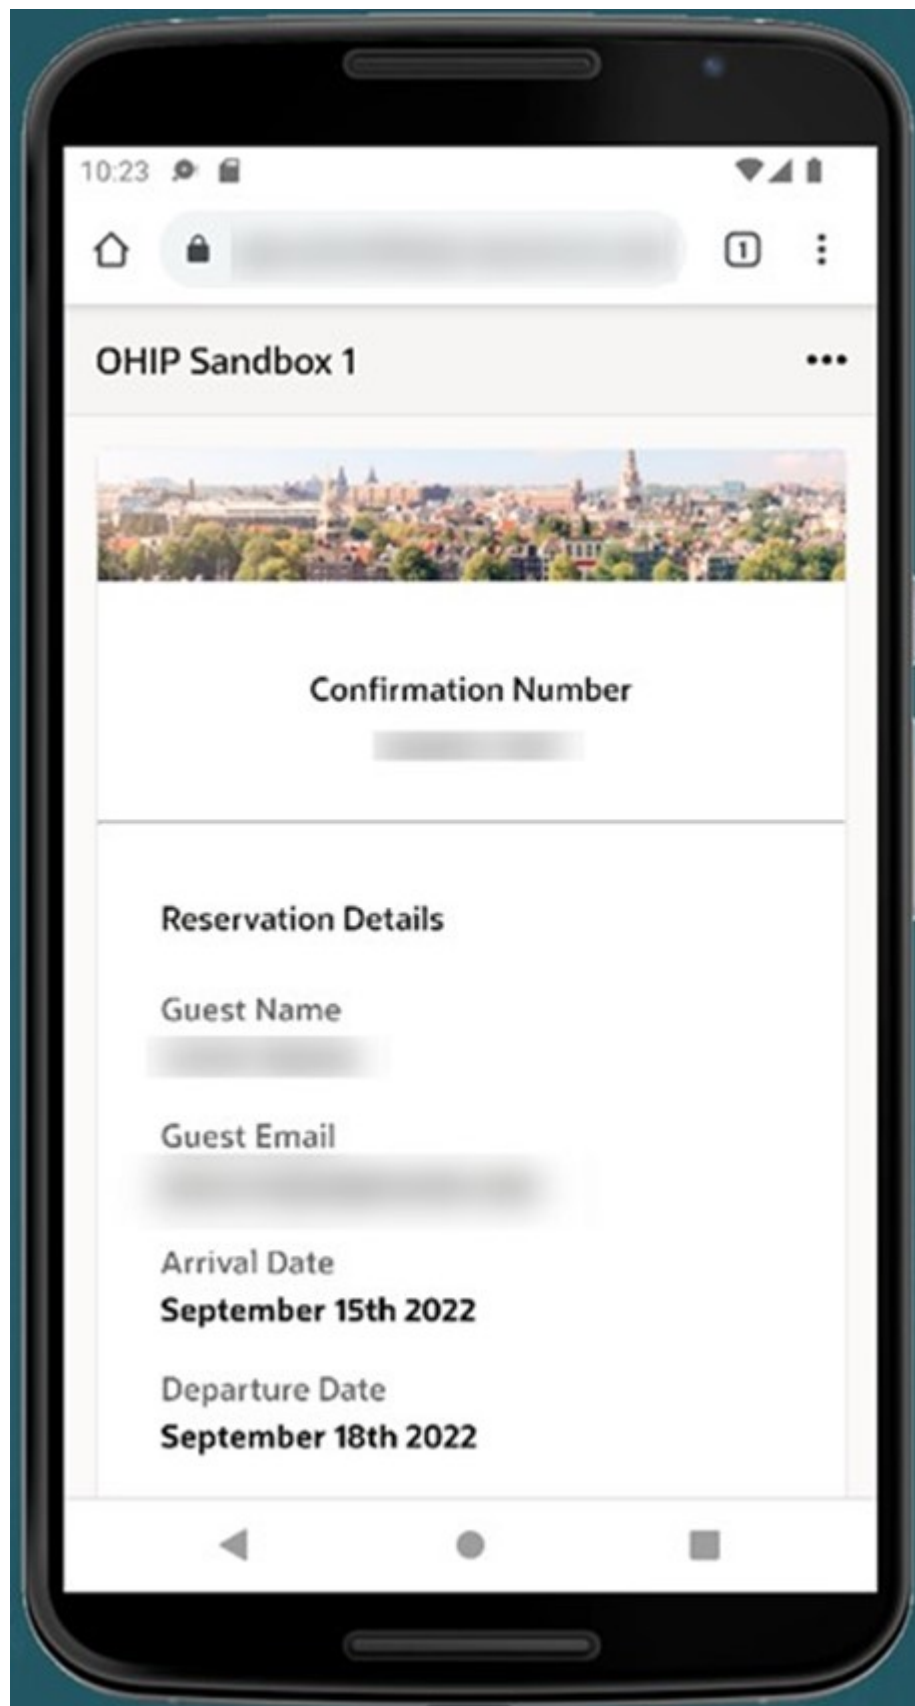 10:23
1
OHIP Sandbox 1
Confirmation Number
Reservation Details
Guest Name
Guest Email
Arrival Date
September 15th 2022
Departure Date
September 18th 2022